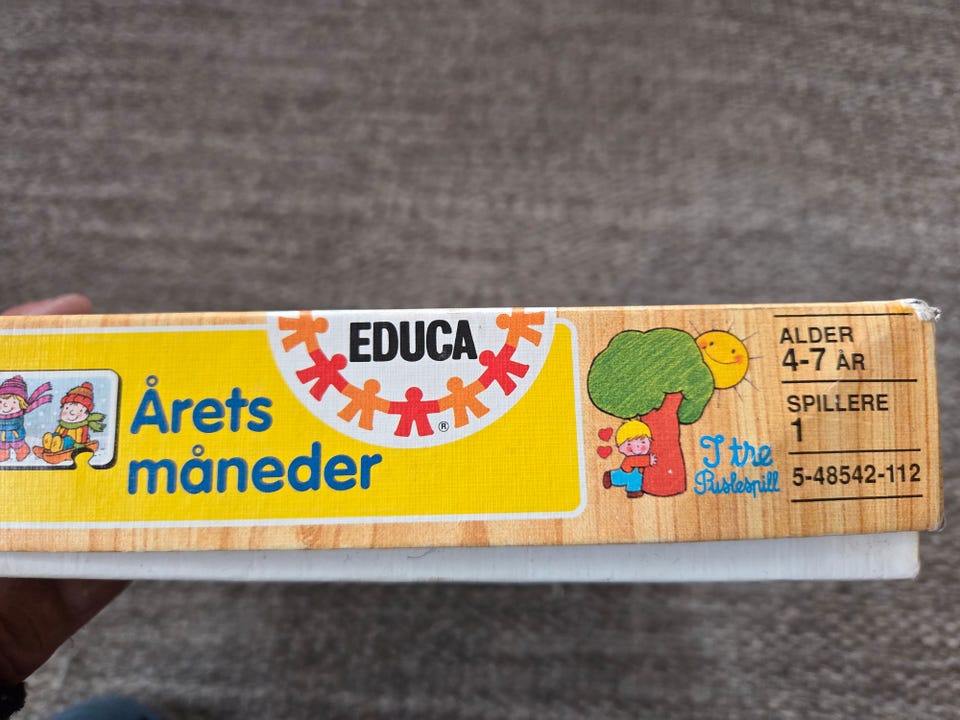 EDUCA
®
Årets
måneder
I tre
Puslespill
ALDER
4-7 ÅR
SPILLERE
1
5-48542-112